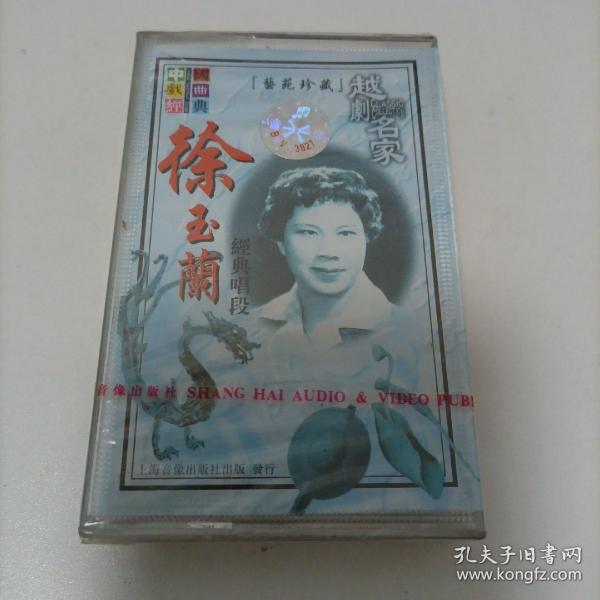 中國
戲曲
經典
「藝苑珍藏」
越劇名家
CLASSIC
3821
徐玉蘭
經典唱段
音像出版社 SHANG HAI AUDIO & VIDEO PUB
上海音像出版社出版 發行
孔夫子旧书网
www.kongfz.com